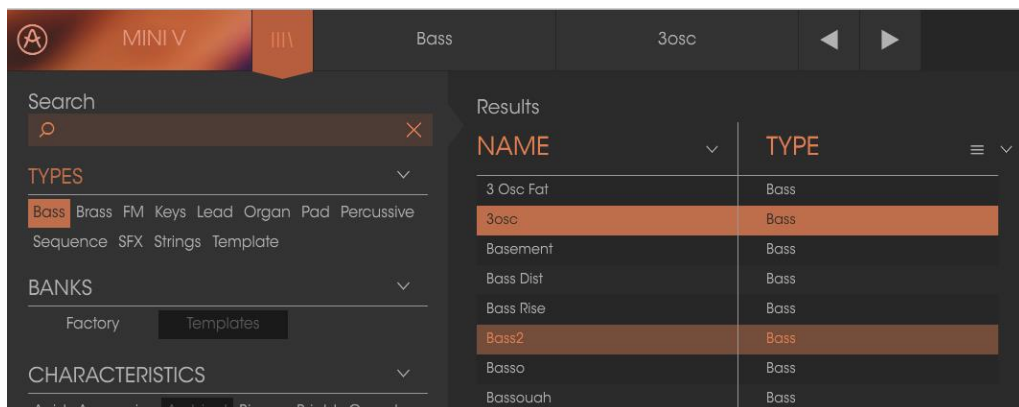 MINI V Bass 3osc
Search
TYPES
Bass Brass FM Keys Lead Organ Pad Percussive
Sequence SFX Strings Template
BANKS
Factory Templates
CHARACTERISTICS
Results
NAME TYPE
3 Osc Fat Bass
3osc Bass
Basement Bass
Bass Dist Bass
Bass Rise Bass
Bass2 Bass
Basso Bass
Bassouah Bass